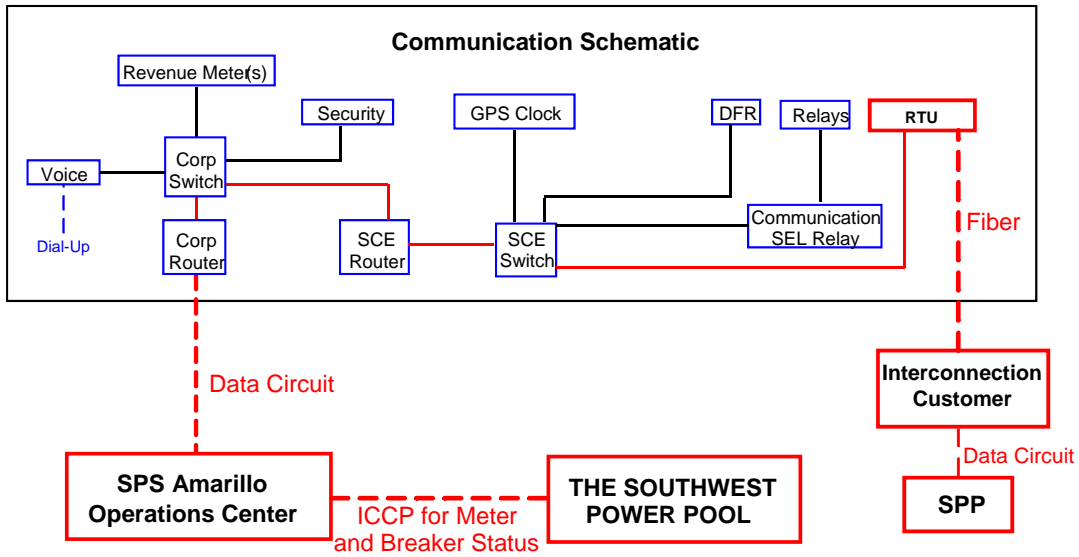 Communication Schematic
Revenue Meter(s)
Security
GPS Clock
DFR
Relays
RTU
Voice
Corp
Switch
Dial-Up
Corp
Router
SCE
Router
SCE
Switch
Communication
SEL Relay
Fiber
Data Circuit
Interconnection
Customer
Data Circuit
SPP
SPS Amarillo
Operations Center
ICCP for Meter
and Breaker Status
THE SOUTHWEST
POWER POOL